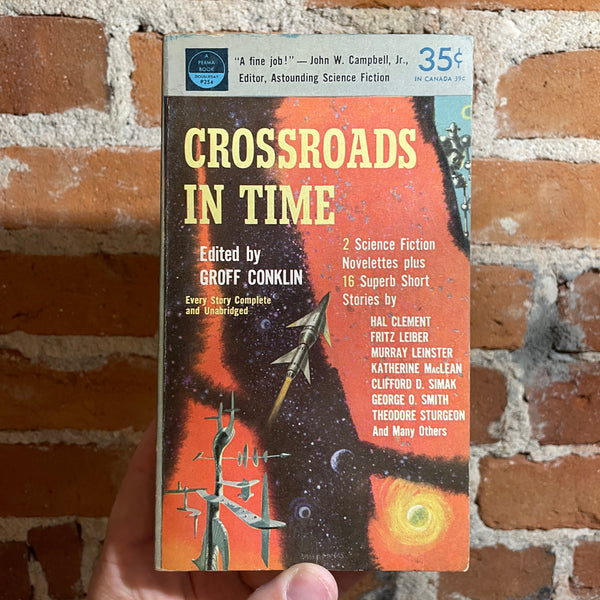 A
PERMA
BOOK
DOUBLEDAY
P254
"A fine job!" — John W. Campbell, Jr.,
Editor, Astounding Science Fiction
35¢
IN CANADA 39¢
CROSSROADS
IN TIME
Edited by
GROFF CONKLIN
Every Story Complete
and Unabridged
2 Science Fiction
Novelettes plus
16 Superb Short
Stories by
HAL CLEMENT
FRITZ LEIBER
MURRAY LEINSTER
KATHERINE MacLEAN
CLIFFORD D. SIMAK
GEORGE O. SMITH
THEODORE STURGEON
And Many Others